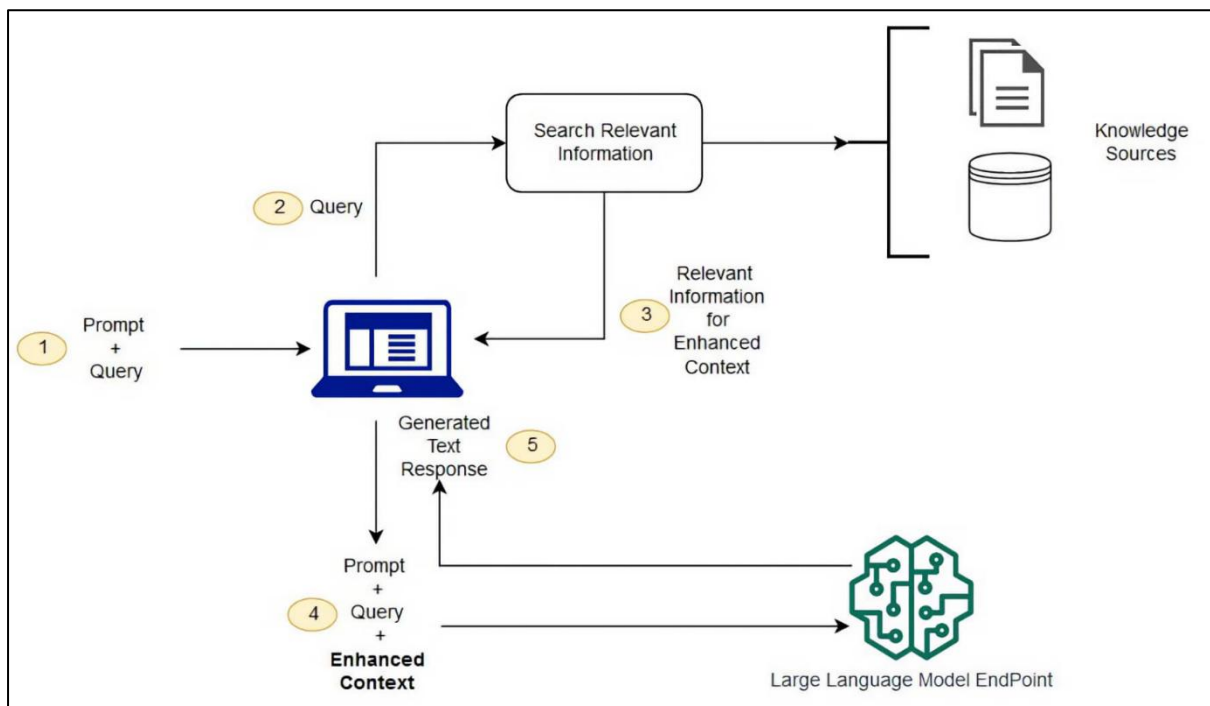 Search Relevant
Information
Knowledge
Sources
2 Query
Relevant
Information
for
Enhanced
Context
3
1
Prompt
+
Query
Generated
Text
Response
5
Prompt
+
Query
+
Enhanced
Context
4
Large Language Model EndPoint